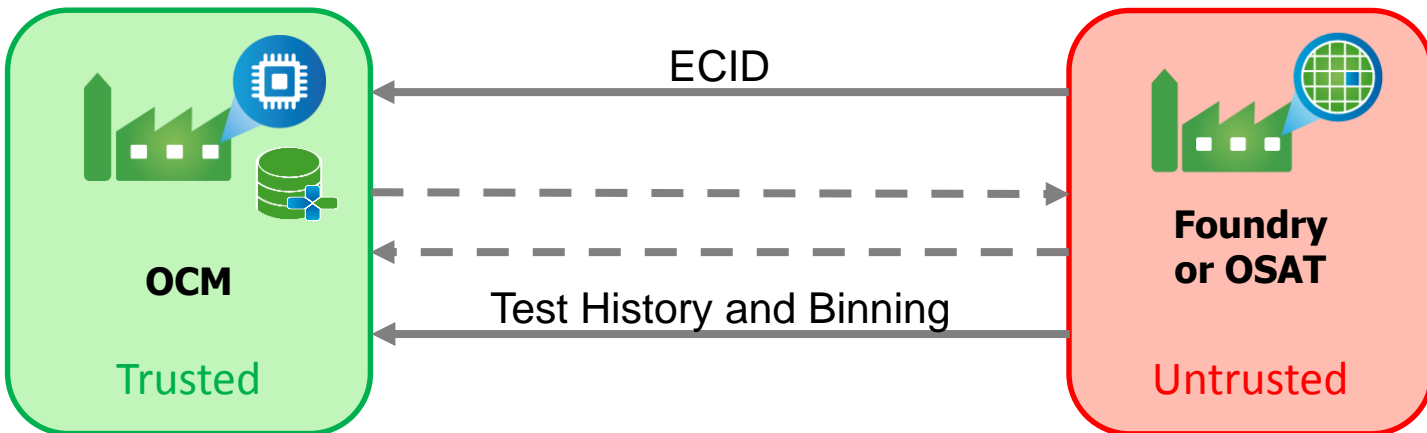 ECID
OCM
Foundry
or OSAT
Test History and Binning
Trusted
Untrusted